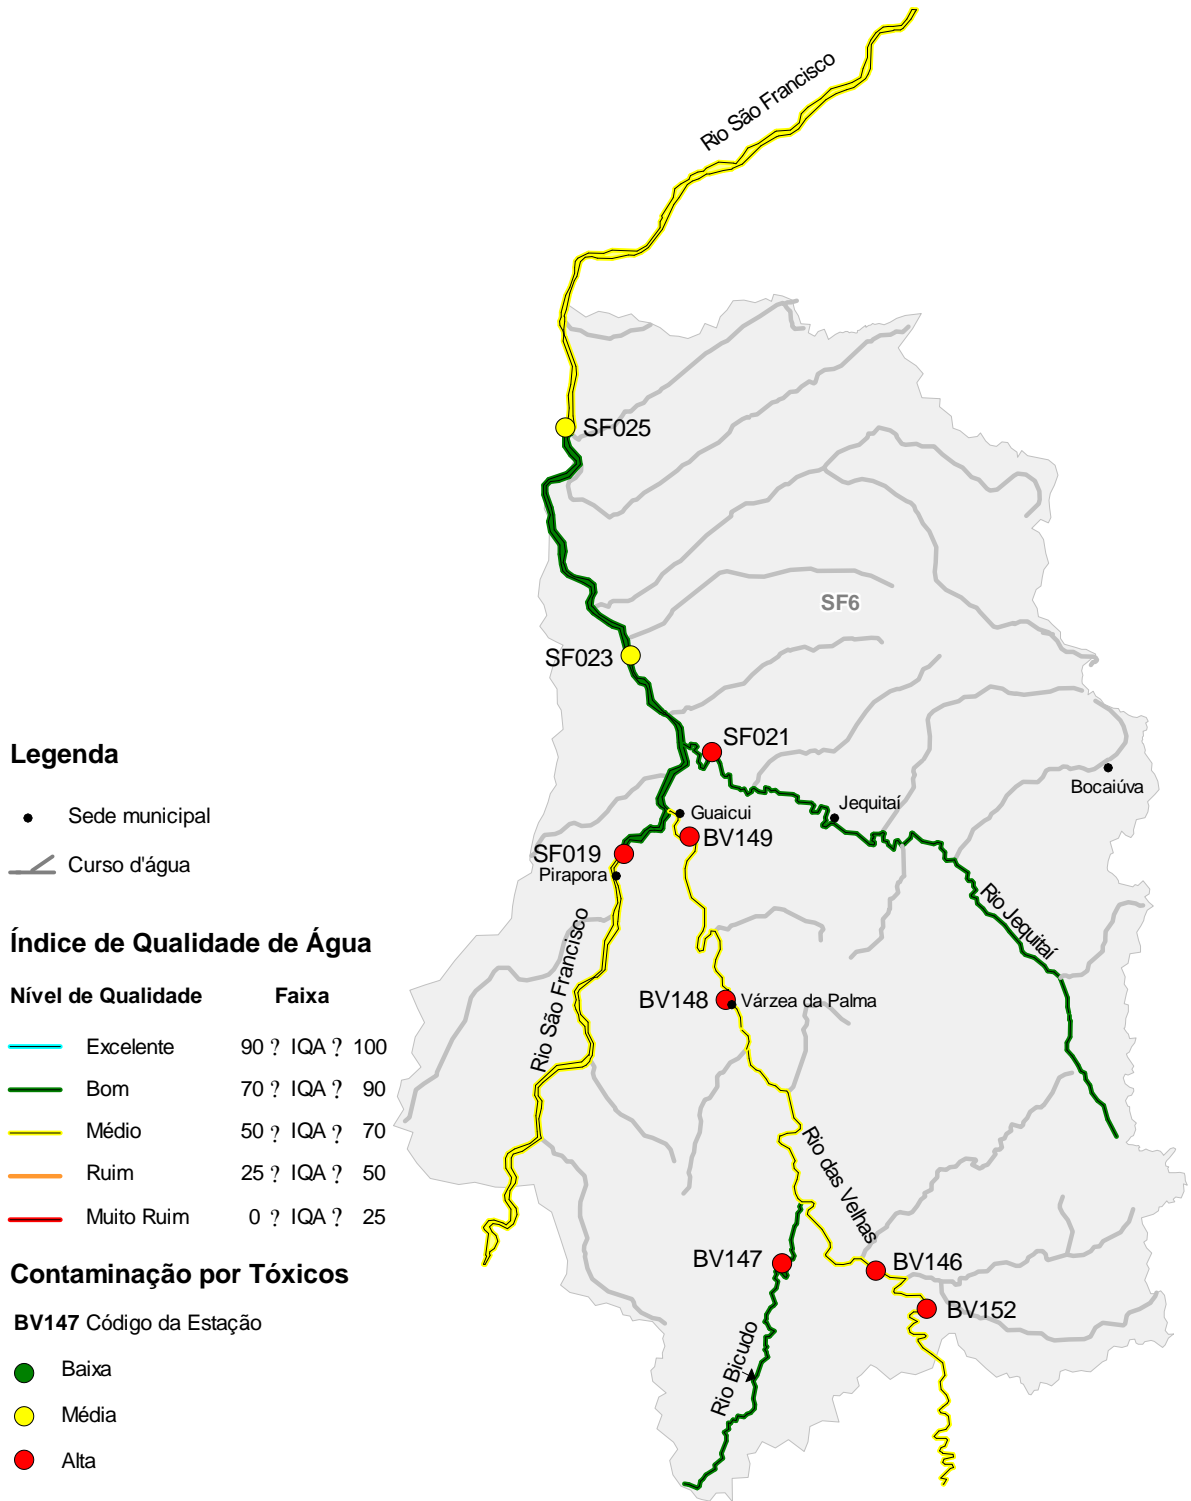 Rio São Francisco
SF025
SF6
SF023
SF021
Bocaiúva
Jequitaí
Guaicui
BV149
SF019
Pirapora
Rio Jequitaí
Rio São Francisco
BV148
Várzea da Palma
Rio das Velhas
BV147
BV146
BV152
Rio Bicudo
Legenda
Sede municipal
Curso d'água
Índice de Qualidade de Água
Nível de Qualidade Faixa
Excelente 90 ? IQA ? 100
Bom 70 ? IQA ? 90
Médio 50 ? IQA ? 70
Ruim 25 ? IQA ? 50
Muito Ruim 0 ? IQA ? 25
Contaminação por Tóxicos
BV147 Código da Estação
Baixa
Média
Alta